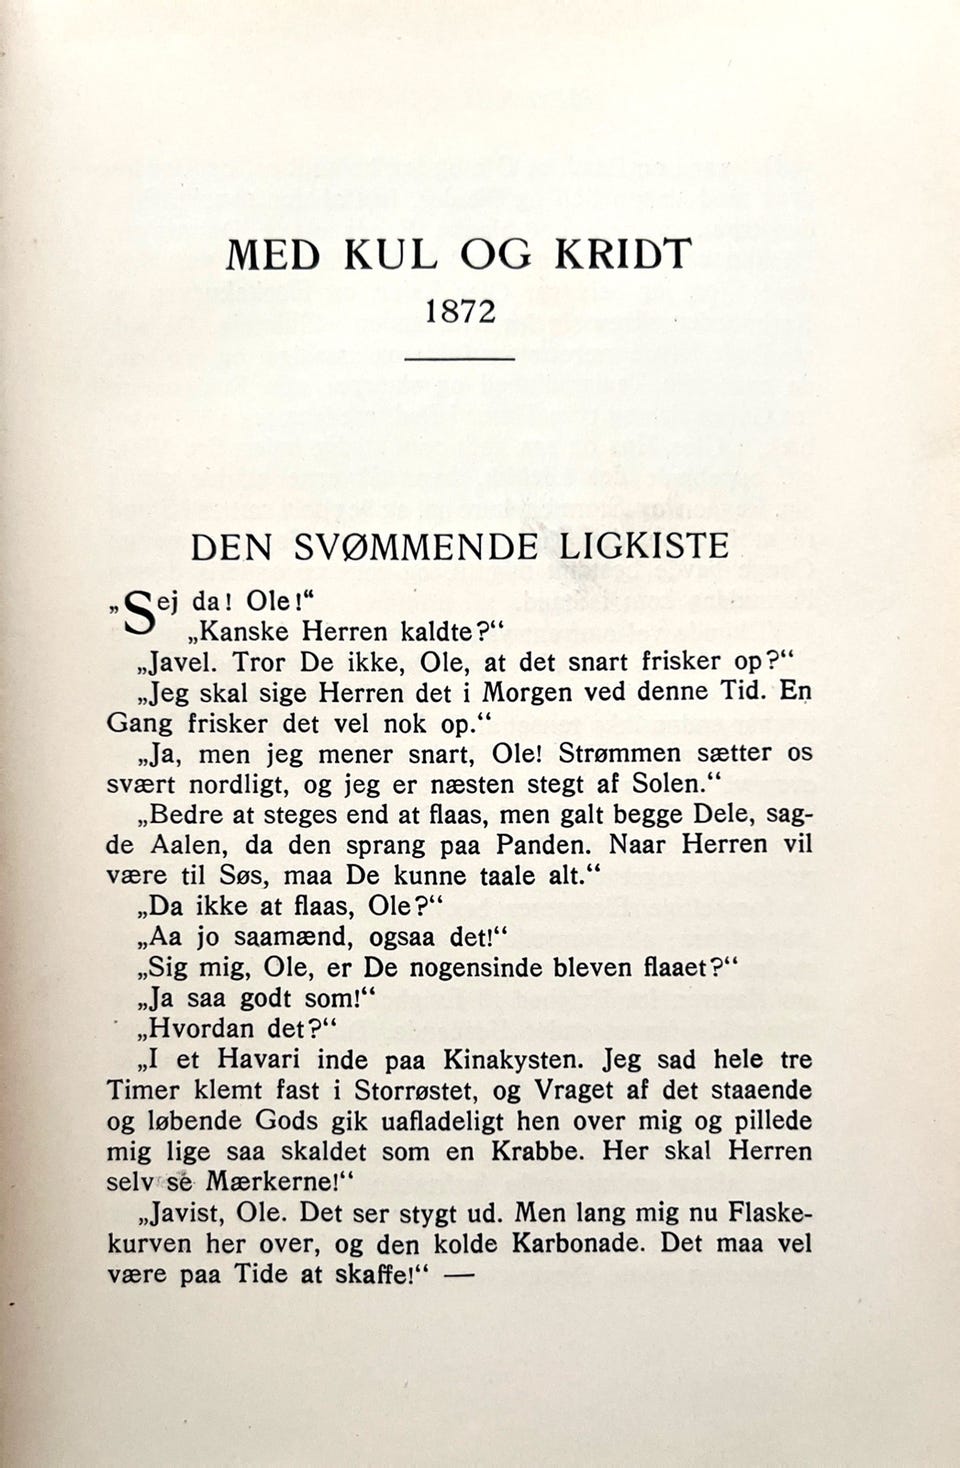 MED KUL OG KRIDT
1872
DEN SVØMMENDE LIGKISTE
„Sej da! Ole!“
„Kanske Herren kaldte?“
„Javel. Tror De ikke, Ole, at det snart frisker op?“
„Jeg skal sige Herren det i Morgen ved denne Tid. En
Gang frisker det vel nok op.“
„Ja, men jeg mener snart, Ole! Strømmen sætter os
svært nordligt, og jeg er næsten stegt af Solen.“
„Bedre at steges end at flaas, men galt begge Dele, sag-
de Aalen, da den sprang paa Panden. Naar Herren vil
være til Søs, maa De kunne taale alt.“
„Da ikke at flaas, Ole?“
„Aa jo saamænd, ogsaa det!“
„Sig mig, Ole, er De nogensinde bleven flaaet?“
„Ja saa godt som!“
„Hvordan det?“
„I et Havari inde paa Kinakysten. Jeg sad hele tre
Timer klemt fast i Storrøstet, og Vraget af det staaende
og løbende Gods gik uafladeligt hen over mig og pillede
mig lige saa skaldet som en Krabbe. Her skal Herren
selv se Mærkerne!“
„Javist, Ole. Det ser stygt ud. Men lang mig nu Flaske-
kurven her over, og den kolde Karbonade. Det maa vel
være paa Tide at skaffe!“ —